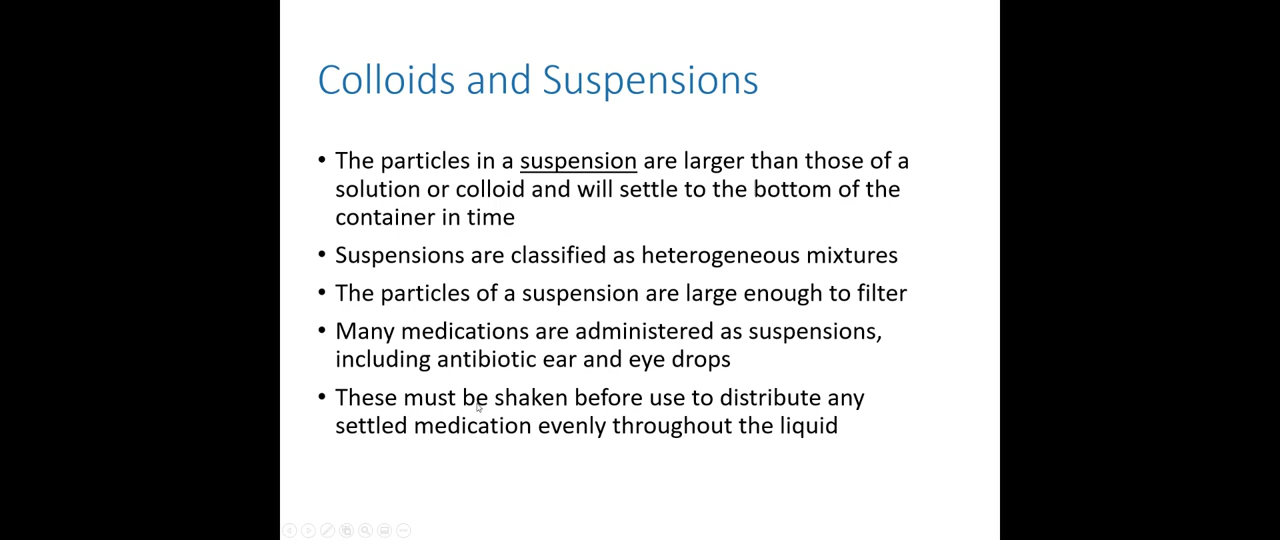 Colloids and Suspensions
• The particles in a suspension are larger than those of a
solution or colloid and will settle to the bottom of the
container in time
• Suspensions are classified as heterogeneous mixtures
• The particles of a suspension are large enough to filter
• Many medications are administered as suspensions,
including antibiotic ear and eye drops
• These must be shaken before use to distribute any
settled medication evenly throughout the liquid